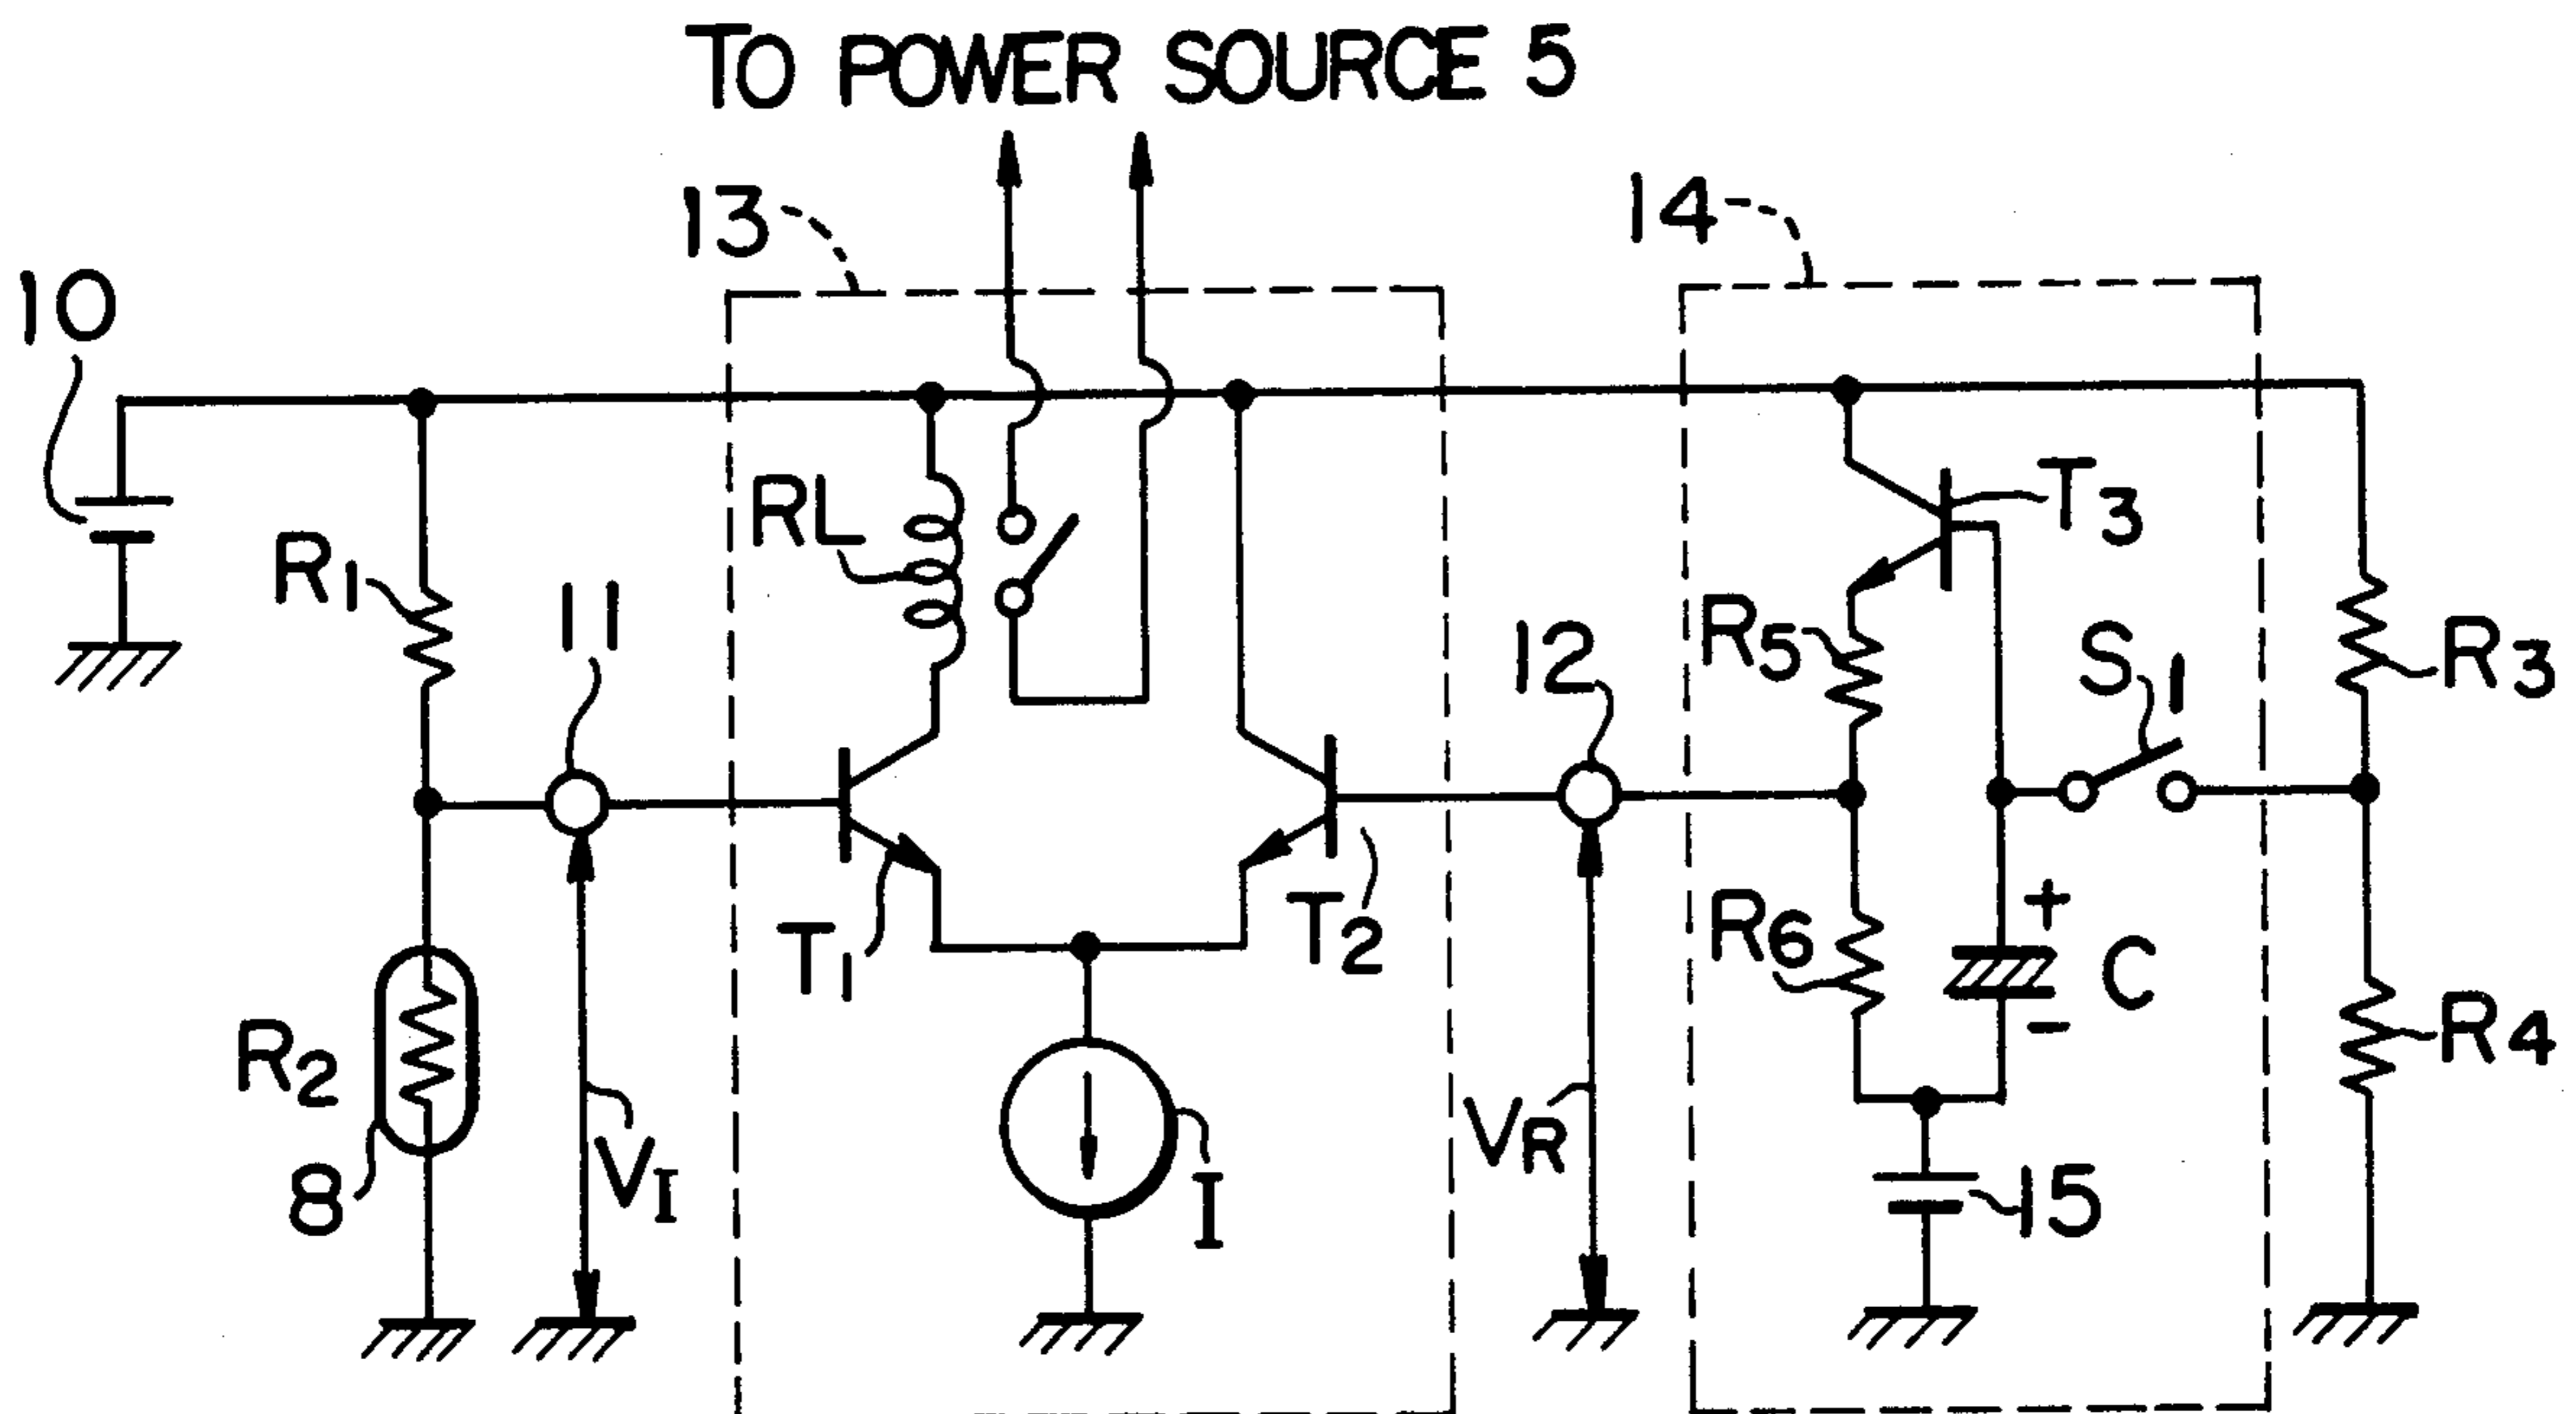 TO POWER SOURCE 5
13
14
10
RL
T3
R1
11
12
R5
S1
R3
T1
T2
R6
+
C
-
R2
R4
8
VI
I
VR
15